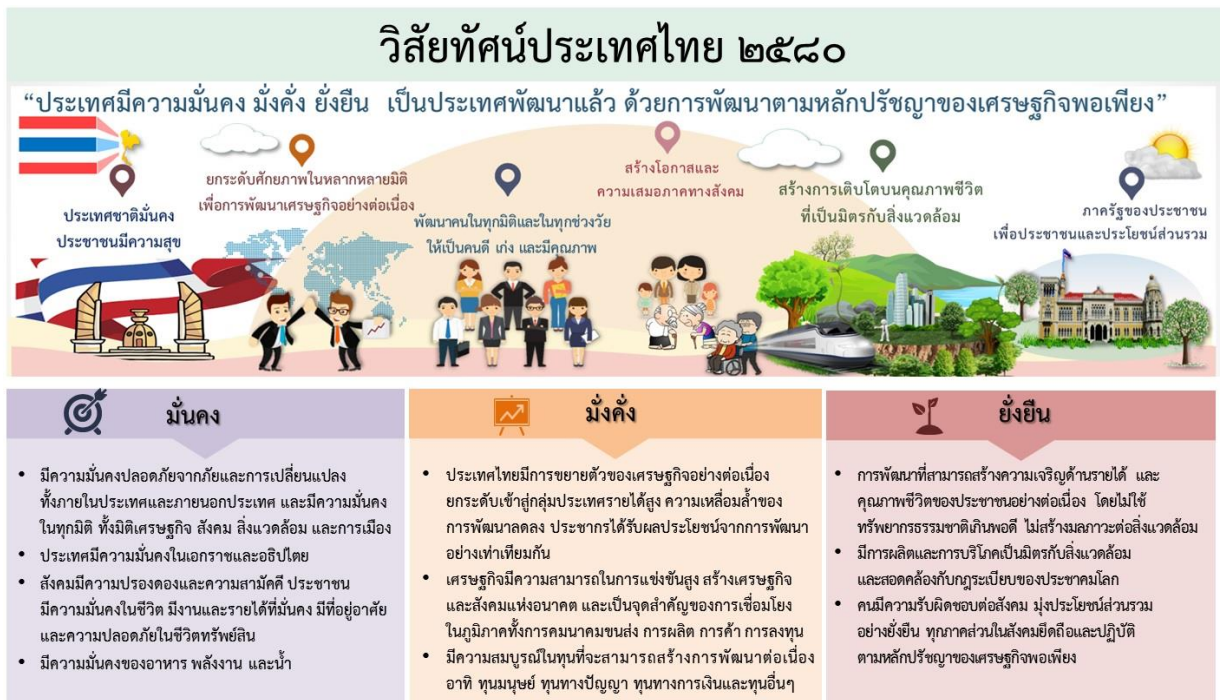 วิสัยทัศน์ประเทศไทย ๒๕๘๐
“ประเทศมีความมั่นคง มั่งคั่ง ยั่งยืน เป็นประเทศพัฒนาแล้ว ด้วยการพัฒนาตามหลักปรัชญาของเศรษฐกิจพอเพียง”
ประเทศชาติมั่นคง
ประชาชนมีความสุข
ยกระดับศักยภาพในหลากหลายมิติ
เพื่อการพัฒนาเศรษฐกิจอย่างต่อเนื่อง
พัฒนาคนในทุกมิติและในทุกช่วงวัย
ให้เป็นคนดี เก่ง และมีคุณภาพ
สร้างโอกาสและ
ความเสมอภาคทางสังคม
สร้างการเติบโตบนคุณภาพชีวิต
ที่เป็นมิตรกับสิ่งแวดล้อม
ภาครัฐของประชาชน
เพื่อประชาชนและประโยชน์ส่วนรวม
มั่นคง
• มีความมั่นคงปลอดภัยจากภัยและการเปลี่ยนแปลง
ทั้งภายในประเทศและภายนอกประเทศ และมีความมั่นคง
ในทุกมิติ ทั้งมิติเศรษฐกิจ สังคม สิ่งแวดล้อม และการเมือง
• ประเทศมีความมั่นคงในเอกราชและอธิปไตย
• สังคมมีความปรองดองและความสามัคคี ประชาชน
มีความมั่นคงในชีวิต มีงานและรายได้ที่มั่นคง มีที่อยู่อาศัย
และความปลอดภัยในชีวิตทรัพย์สิน
• มีความมั่นคงของอาหาร พลังงาน และน้ำ
มั่งคั่ง
• ประเทศไทยมีการขยายตัวของเศรษฐกิจอย่างต่อเนื่อง
ยกระดับเข้าสู่กลุ่มประเทศรายได้สูง ความเหลื่อมล้ำของ
การพัฒนาลดลง ประชากรได้รับผลประโยชน์จากการพัฒนา
อย่างเท่าเทียมกัน
• เศรษฐกิจมีความสามารถในการแข่งขันสูง สร้างเศรษฐกิจ
และสังคมแห่งอนาคต และเป็นจุดสำคัญของการเชื่อมโยง
ในภูมิภาคทั้งการคมนาคมขนส่ง การผลิต การค้า การลงทุน
• มีความสมบูรณ์ในทุนที่จะสามารถสร้างการพัฒนาต่อเนื่อง
อาทิ ทุนมนุษย์ ทุนทางปัญญา ทุนทางการเงินและทุนอื่นๆ
ยั่งยืน
• การพัฒนาที่สามารถสร้างความเจริญด้านรายได้ และ
คุณภาพชีวิตของประชาชนอย่างต่อเนื่อง โดยไม่ใช้
ทรัพยากรธรรมชาติเกินพอดี ไม่สร้างมลภาวะต่อสิ่งแวดล้อม
• มีการผลิตและการบริโภคเป็นมิตรกับสิ่งแวดล้อม
และสอดคล้องกับกฎระเบียบของประชาคมโลก
• คนมีความรับผิดชอบต่อสังคม มุ่งประโยชน์ส่วนรวม
อย่างยั่งยืน ทุกภาคส่วนในสังคมยึดถือและปฏิบัติ
ตามหลักปรัชญาของเศรษฐกิจพอเพียง